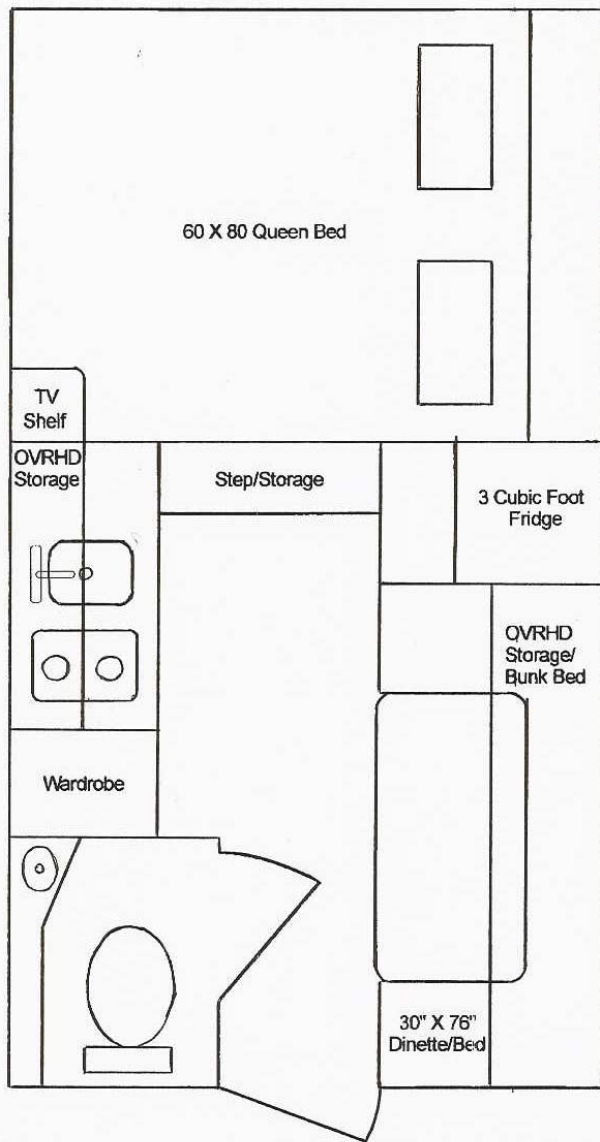 60 X 80 Queen Bed
TV
Shelf
OVRHD
Storage
Step/Storage
3 Cubic Foot
Fridge
OVRHD
Storage/
Bunk Bed
Wardrobe
30" X 76"
Dinette/Bed